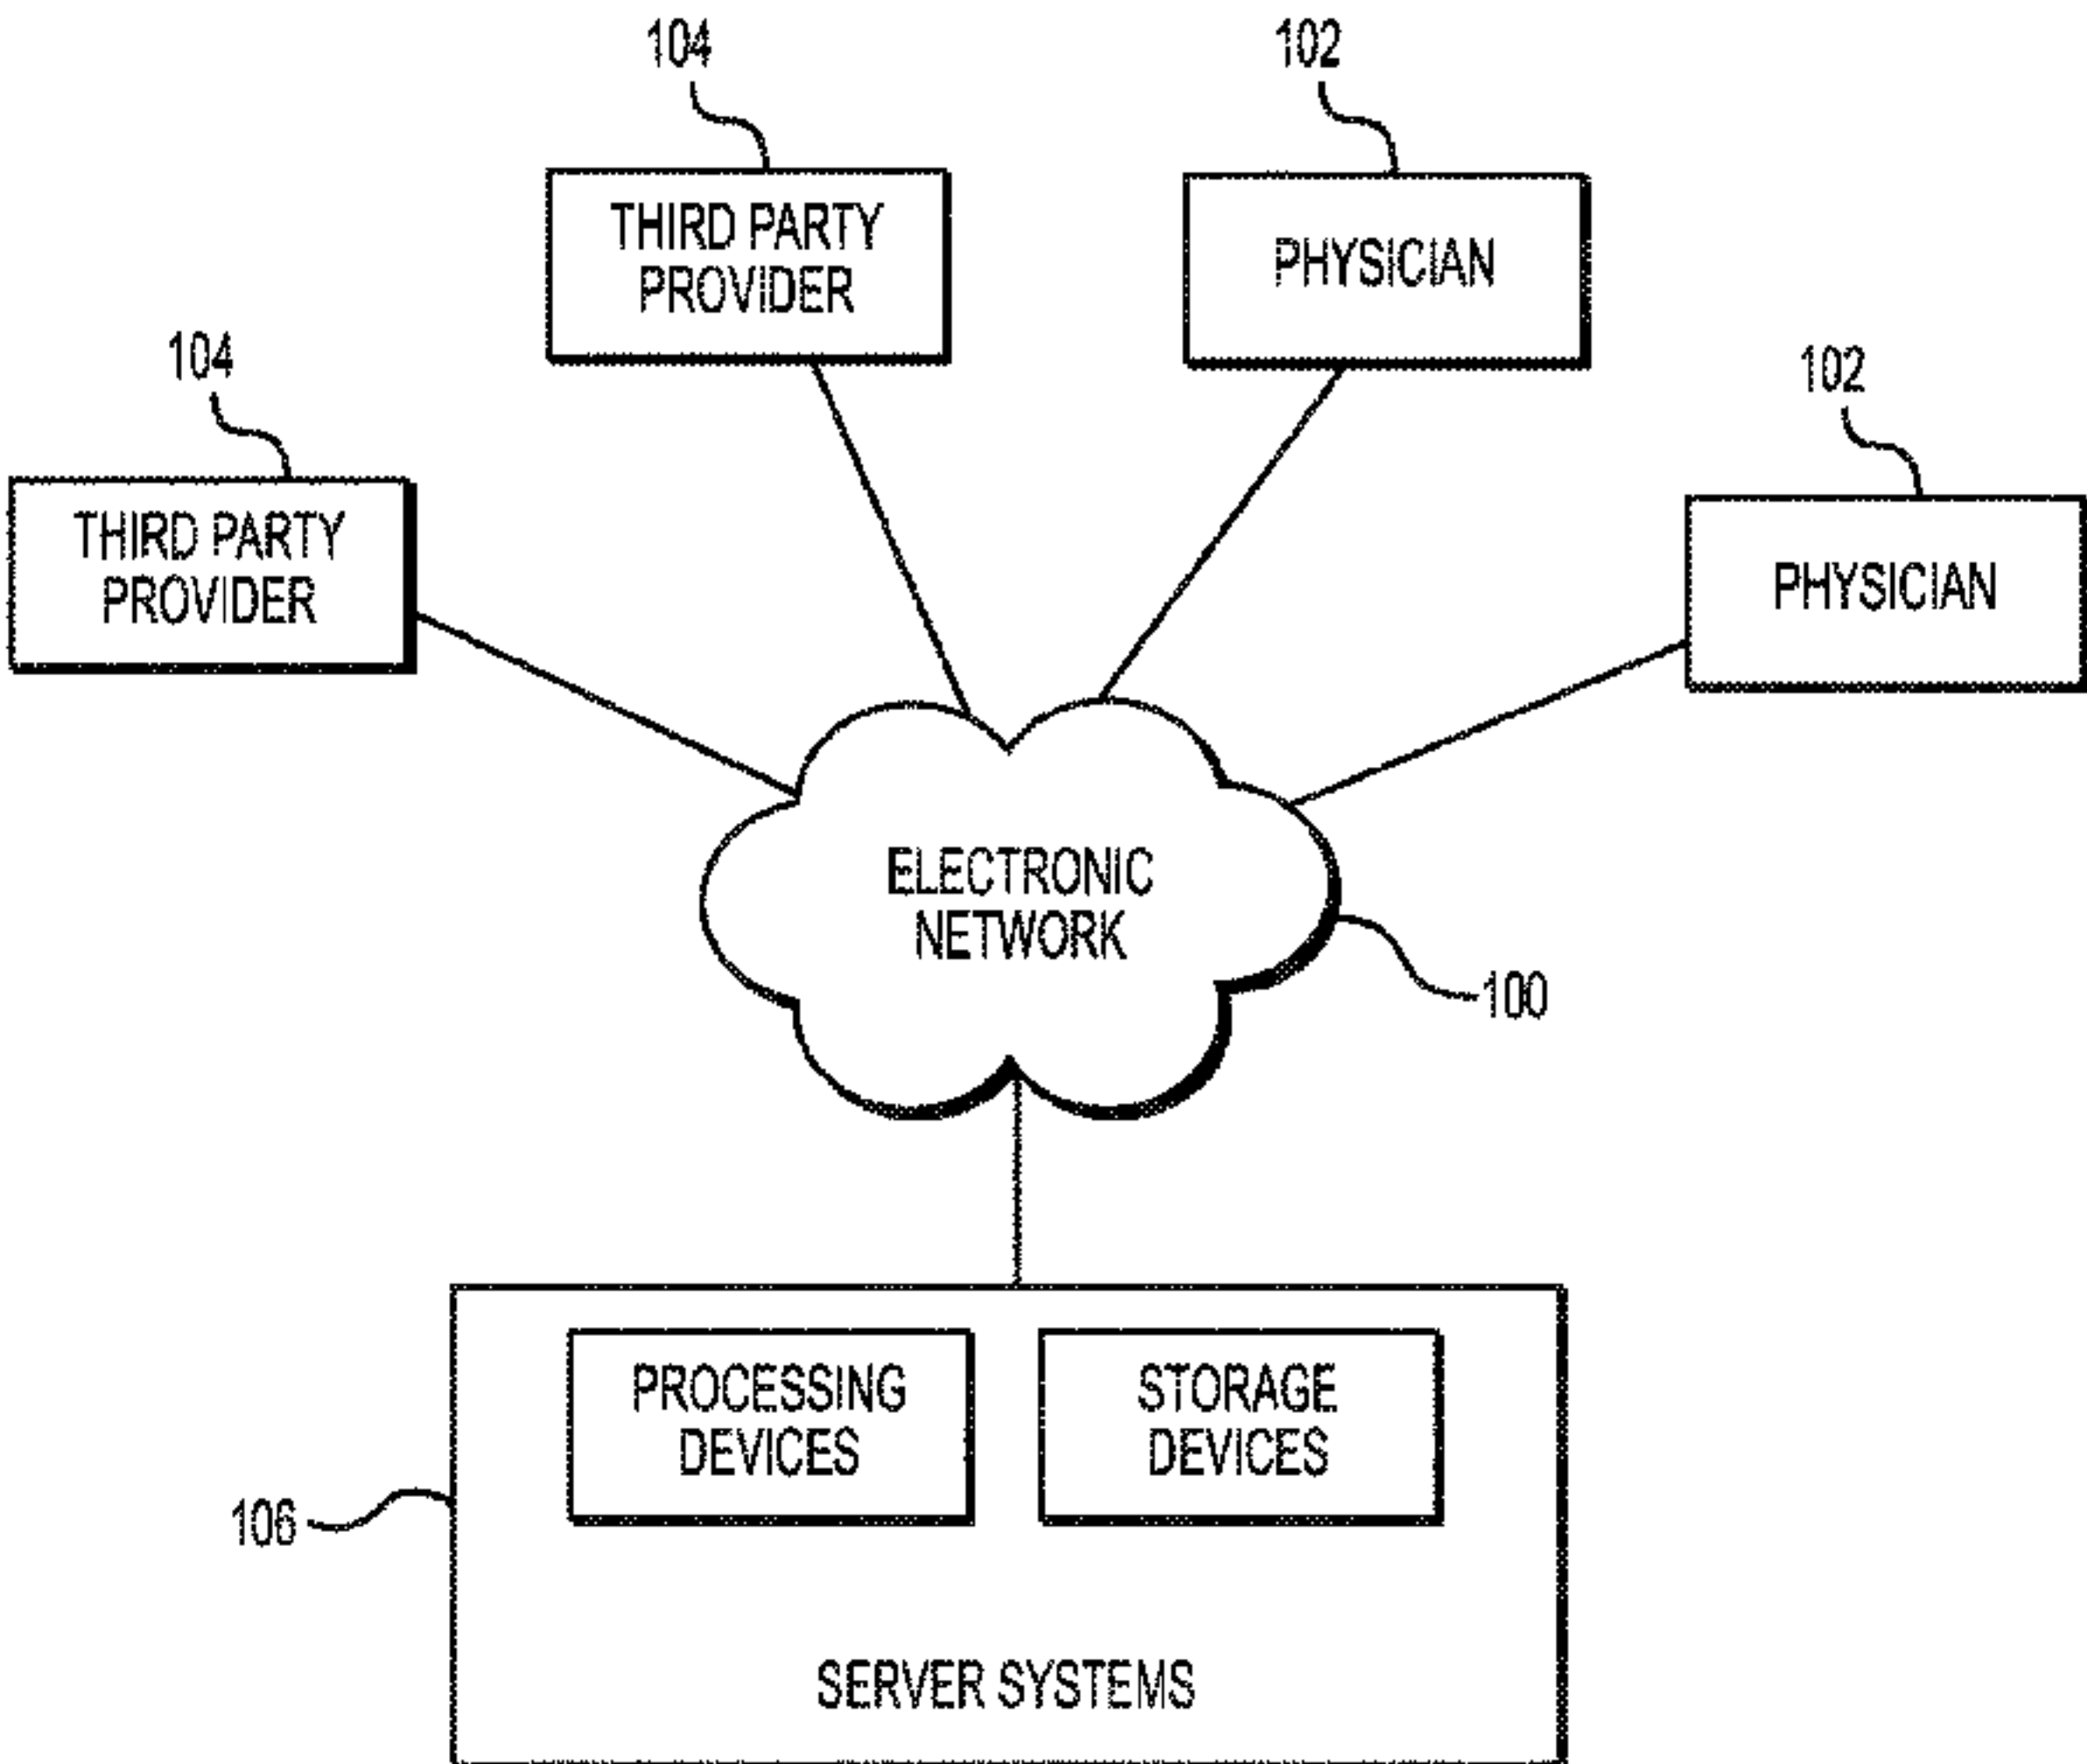 104
102
THIRD PARTY
PROVIDER
PHYSICIAN
104
102
THIRD PARTY
PROVIDER
PHYSICIAN
ELECTRONIC
NETWORK
100
PROCESSING
DEVICES
STORAGE
DEVICES
106
SERVER SYSTEMS